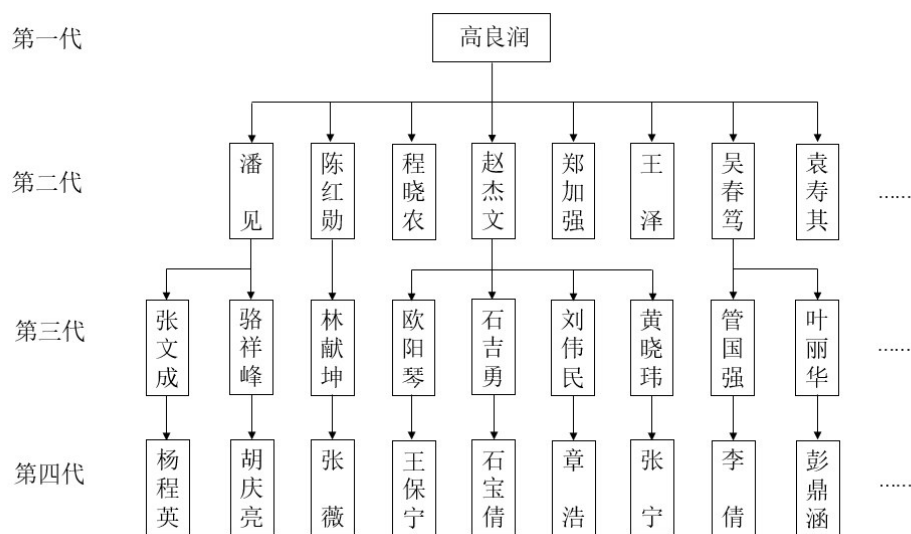 第一代
高良润
第二代
潘见
陈红勋
程晓农
赵杰文
郑加强
王泽
吴春笃
袁寿其
……
第三代
张文成
骆祥峰
林献坤
欧阳琴
石吉勇
刘伟民
黄晓玮
管国强
叶丽华
……
第四代
杨程英
胡庆亮
张薇
王保宁
石宝倩
章浩
张宁
李倩
彭鼎涵
……